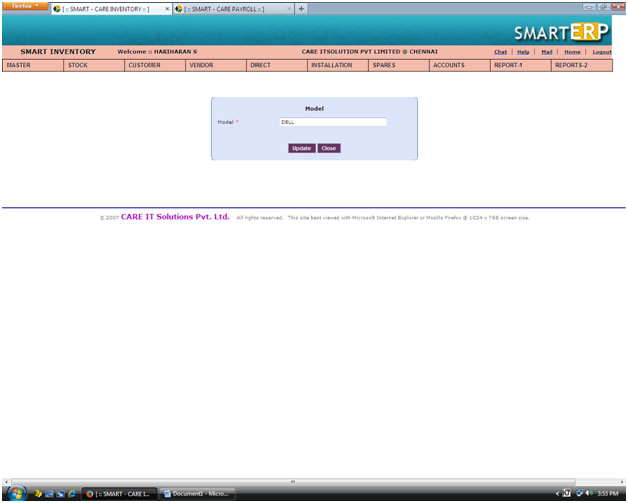 Firefox
[ :: SMART - CARE INVENTORY :: ] × [ :: SMART - CARE PAYROLL :: ] × +
SMARTERP
SMART INVENTORY Welcome :: HARIHARAN S CARE ITSOLUTION PVT LIMITED @ CHENNAI Chat | Help | Mail | Home | Logout
MASTER STOCK CUSTOMER VENDOR DIRECT INSTALLATION SPARES ACCOUNTS REPORT-1 REPORTS-2
Model
Model * DELL
Update Close
© 2007 CARE IT Solutions Pvt. Ltd. All rights reserved. This site best viewed with Microsoft Internet Explorer or Mozilla Firefox @ 1024 x 768 screen size.
[ :: SMART - CARE I... Document1 - Micro... 3:53 PM